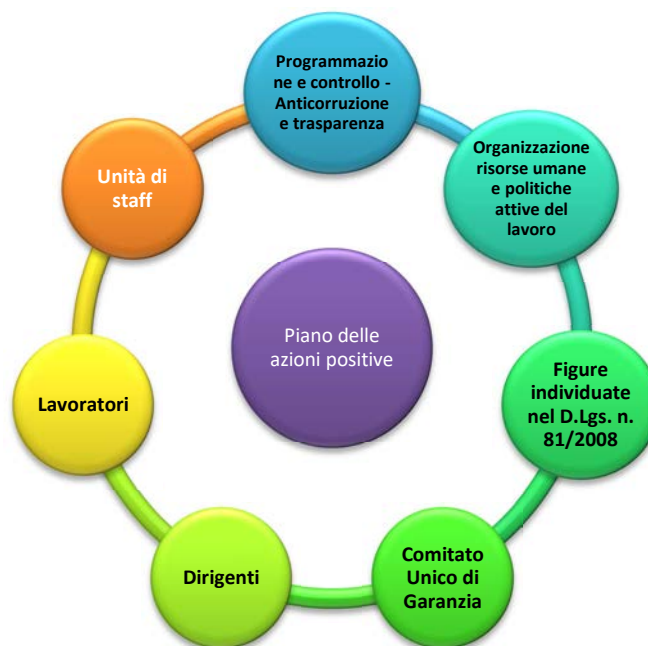 Programmazio
ne e controllo -
Anticorruzione
e trasparenza
Organizzazione
risorse umane
e politiche
attive del
lavoro
Figure
individuate
nel D.Lgs. n.
81/2008
Comitato
Unico di
Garanzia
Dirigenti
Lavoratori
Unità di
staff
Piano delle
azioni positive